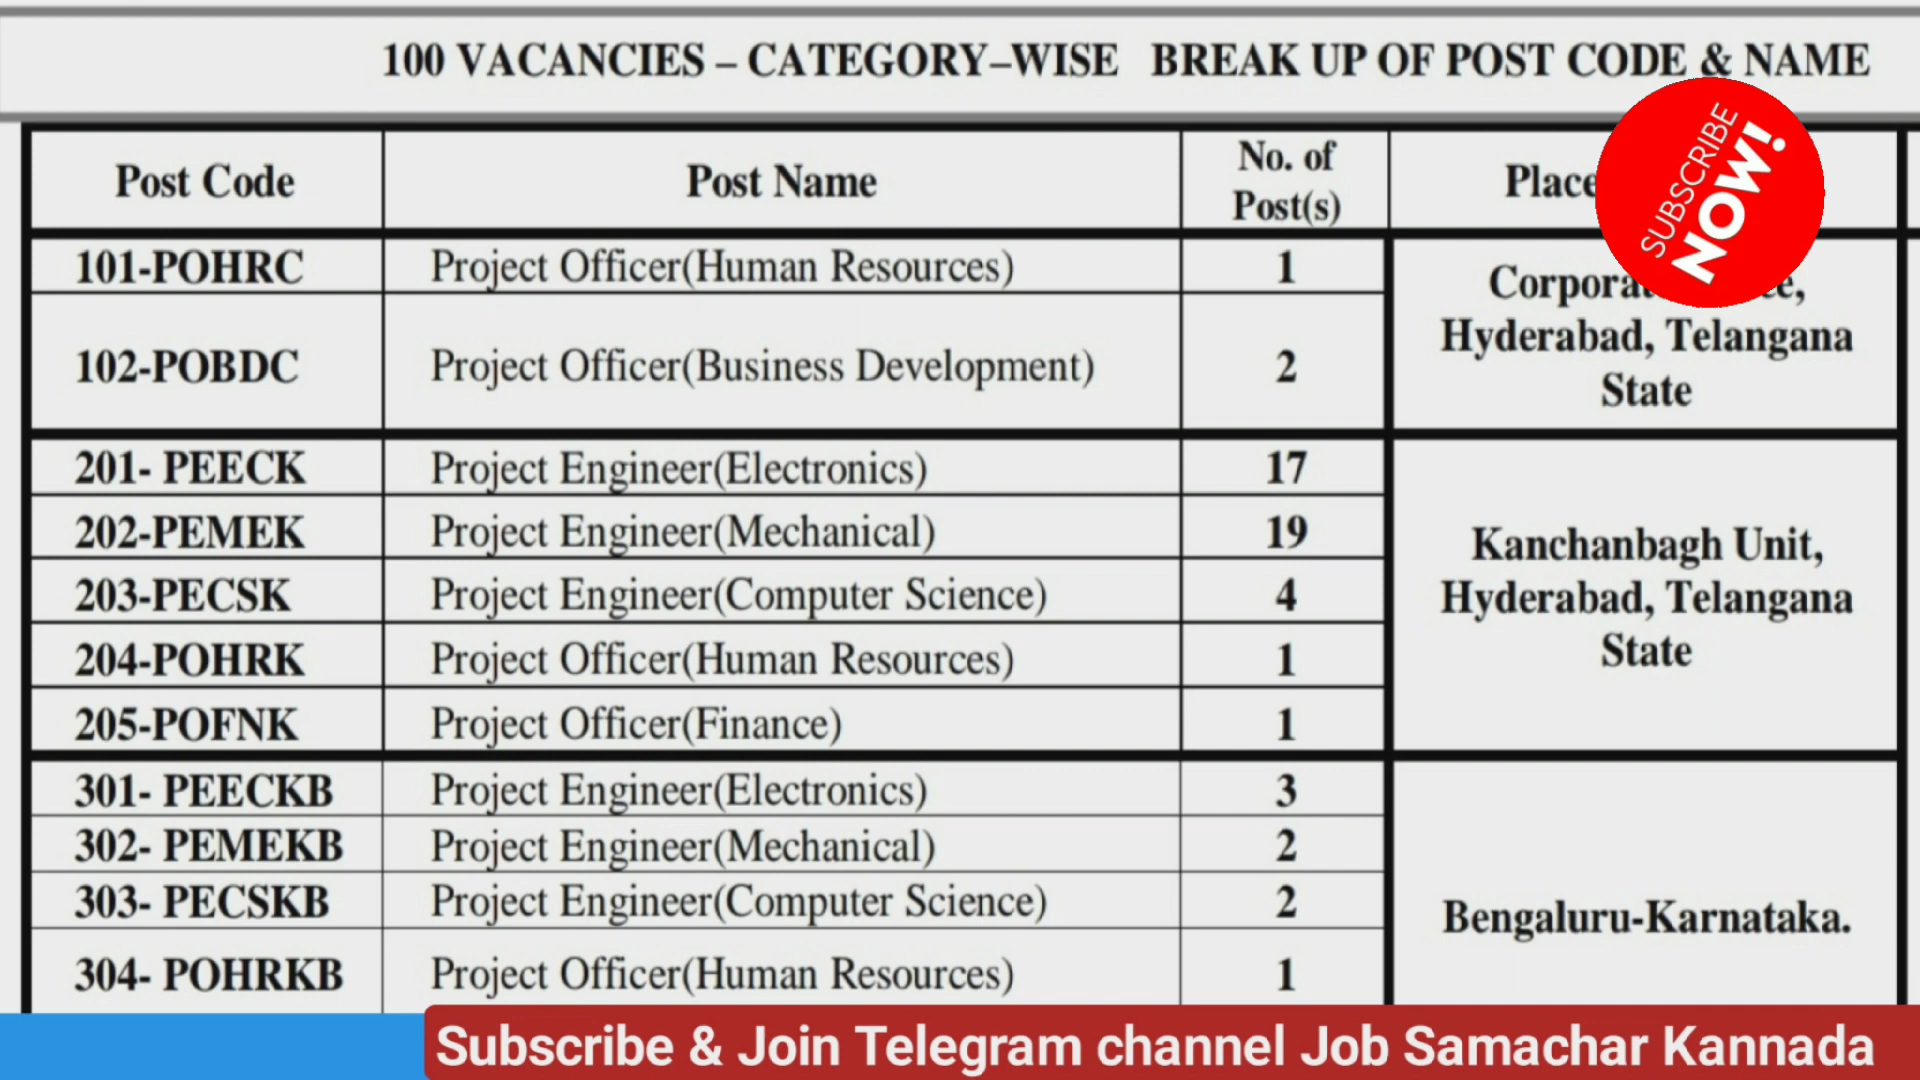 100 VACANCIES – CATEGORY–WISE BREAK UP OF POST CODE & NAME
Post Code Post Name No. of Post(s) Place
SUBSCRIBE
NOW!
101-POHRC Project Officer(Human Resources) 1
102-POBDC Project Officer(Business Development) 2
Hyderabad, Telangana
State
201- PEECK Project Engineer(Electronics) 17
202-PEMEK Project Engineer(Mechanical) 19
203-PECSK Project Engineer(Computer Science) 4
204-POHRK Project Officer(Human Resources) 1
205-POFNK Project Officer(Finance) 1
Kanchanbagh Unit,
Hyderabad, Telangana
State
301- PEECKB Project Engineer(Electronics) 3
302- PEMEKB Project Engineer(Mechanical) 2
303- PECSKB Project Engineer(Computer Science) 2
304- POHRKB Project Officer(Human Resources) 1
Bengaluru-Karnataka.
Subscribe & Join Telegram channel Job Samachar Kannada